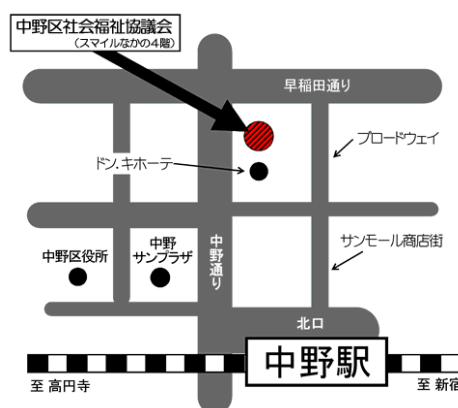 中野区社会福祉協議会
（スマイルなかの４階）
早稲田通り
ブロードウェイ
ドン.キホーテ
サンモール商店街
中野通り
中野区役所
中野
サンプラザ
北口
中野駅
至 高円寺
至 新宿